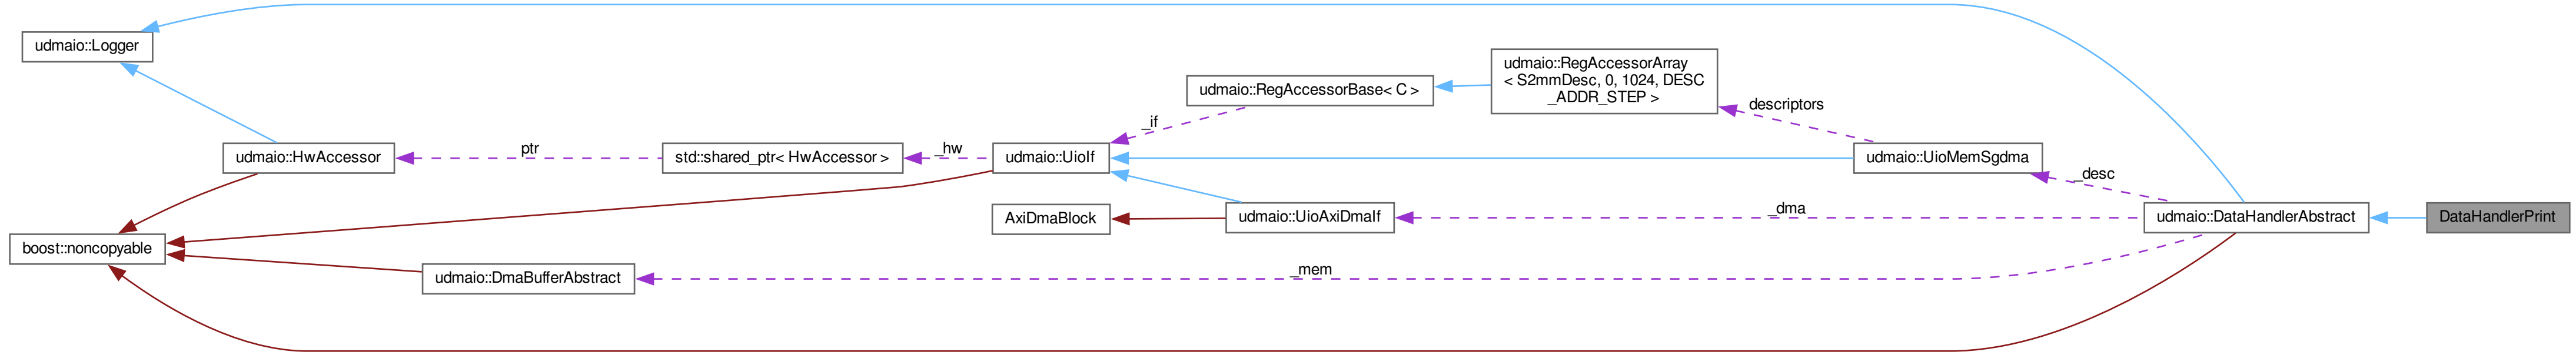 udmaio::Logger
udmaio::RegAccessorArray
< S2mmDesc, 0, 1024, DESC
_ADDR_STEP >
udmaio::RegAccessorBase< C >
descriptors
_if
ptr
_hw
udmaio::HwAccessor
std::shared_ptr< HwAccessor >
udmaio::UioIf
udmaio::UioMemSgdma
_desc
_dma
AxiDmaBlock
udmaio::UioAxiDmaIf
udmaio::DataHandlerAbstract
DataHandlerPrint
boost::noncopyable
_mem
udmaio::DmaBufferAbstract